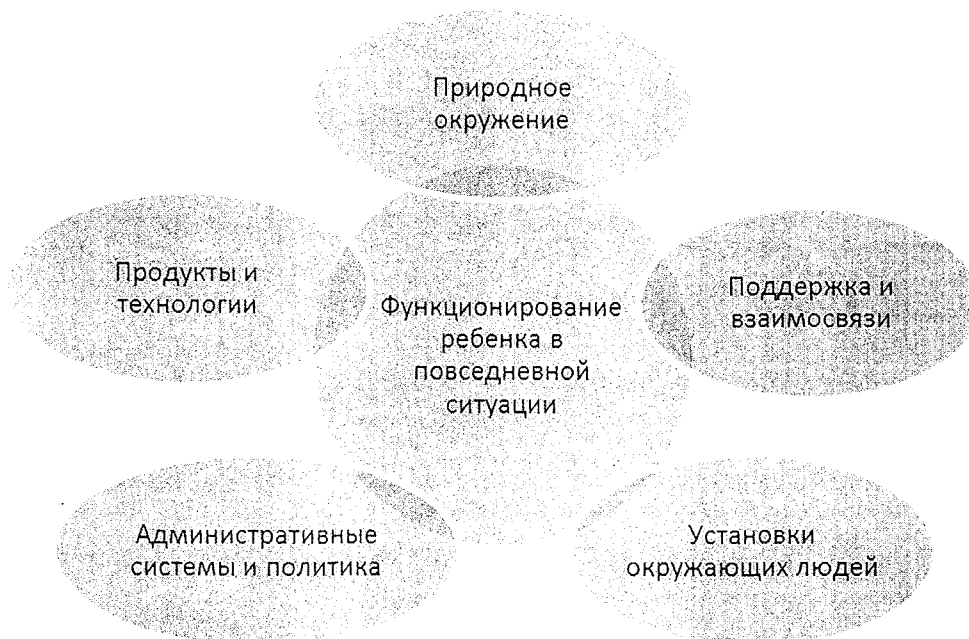 Природное
окружение
Продукты и
технологии
Функционирование
ребенка в
повседневной
ситуации
Поддержка и
взаимосвязи
Административные
системы и политика
Установки
окружающих людей